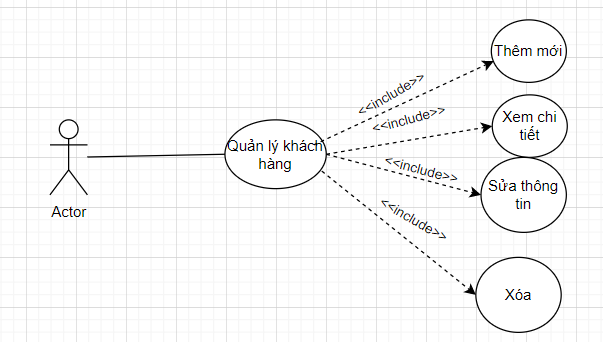 Thêm mới
<<include>>
<<include>>
Xem chi
tiết
Quản lý khách
hàng
<<include>>
Sửa thông
tin
Actor
<<include>>
Xóa